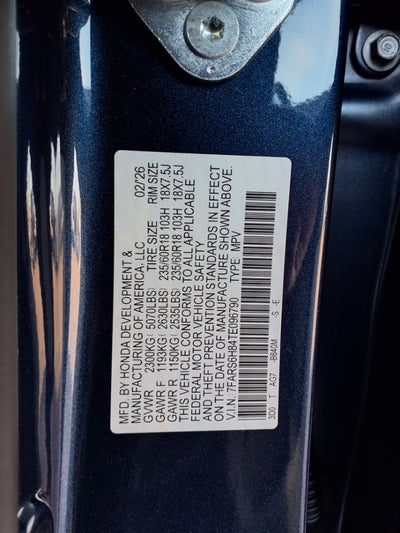 MFD. BY HONDA DEVELOPMENT &
MANUFACTURING OF AMERICA, LLC 02/26
GVWR 2300KG( 5070LBS) TIRE SIZE RIM SIZE
GAWR F 1193KG( 2630LBS) 235/60R18 103H 18X7.5J
GAWR R 1150KG( 2535LBS) 235/60R18 103H 18X7.5J
THIS VEHICLE CONFORMS TO ALL APPLICABLE
FEDERAL MOTOR VEHICLE SAFETY
AND THEFT PREVENTION STANDARDS IN EFFECT
ON THE DATE OF MANUFACTURE SHOWN ABOVE.
V.I.N. 7FARS6H84TE096790 TYPE MPV
3D0 T AG7 -B640M -S -E